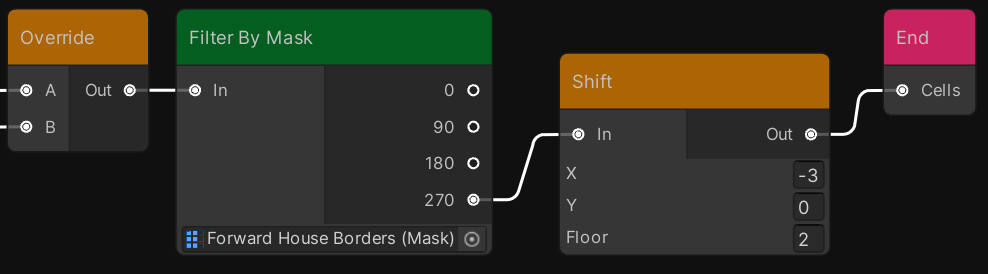 Override
A
Out
B
Filter By Mask
In
0
90
180
270
Forward House Borders (Mask)
Shift
In
Out
X
-3
Y
0
Floor
2
End
Cells